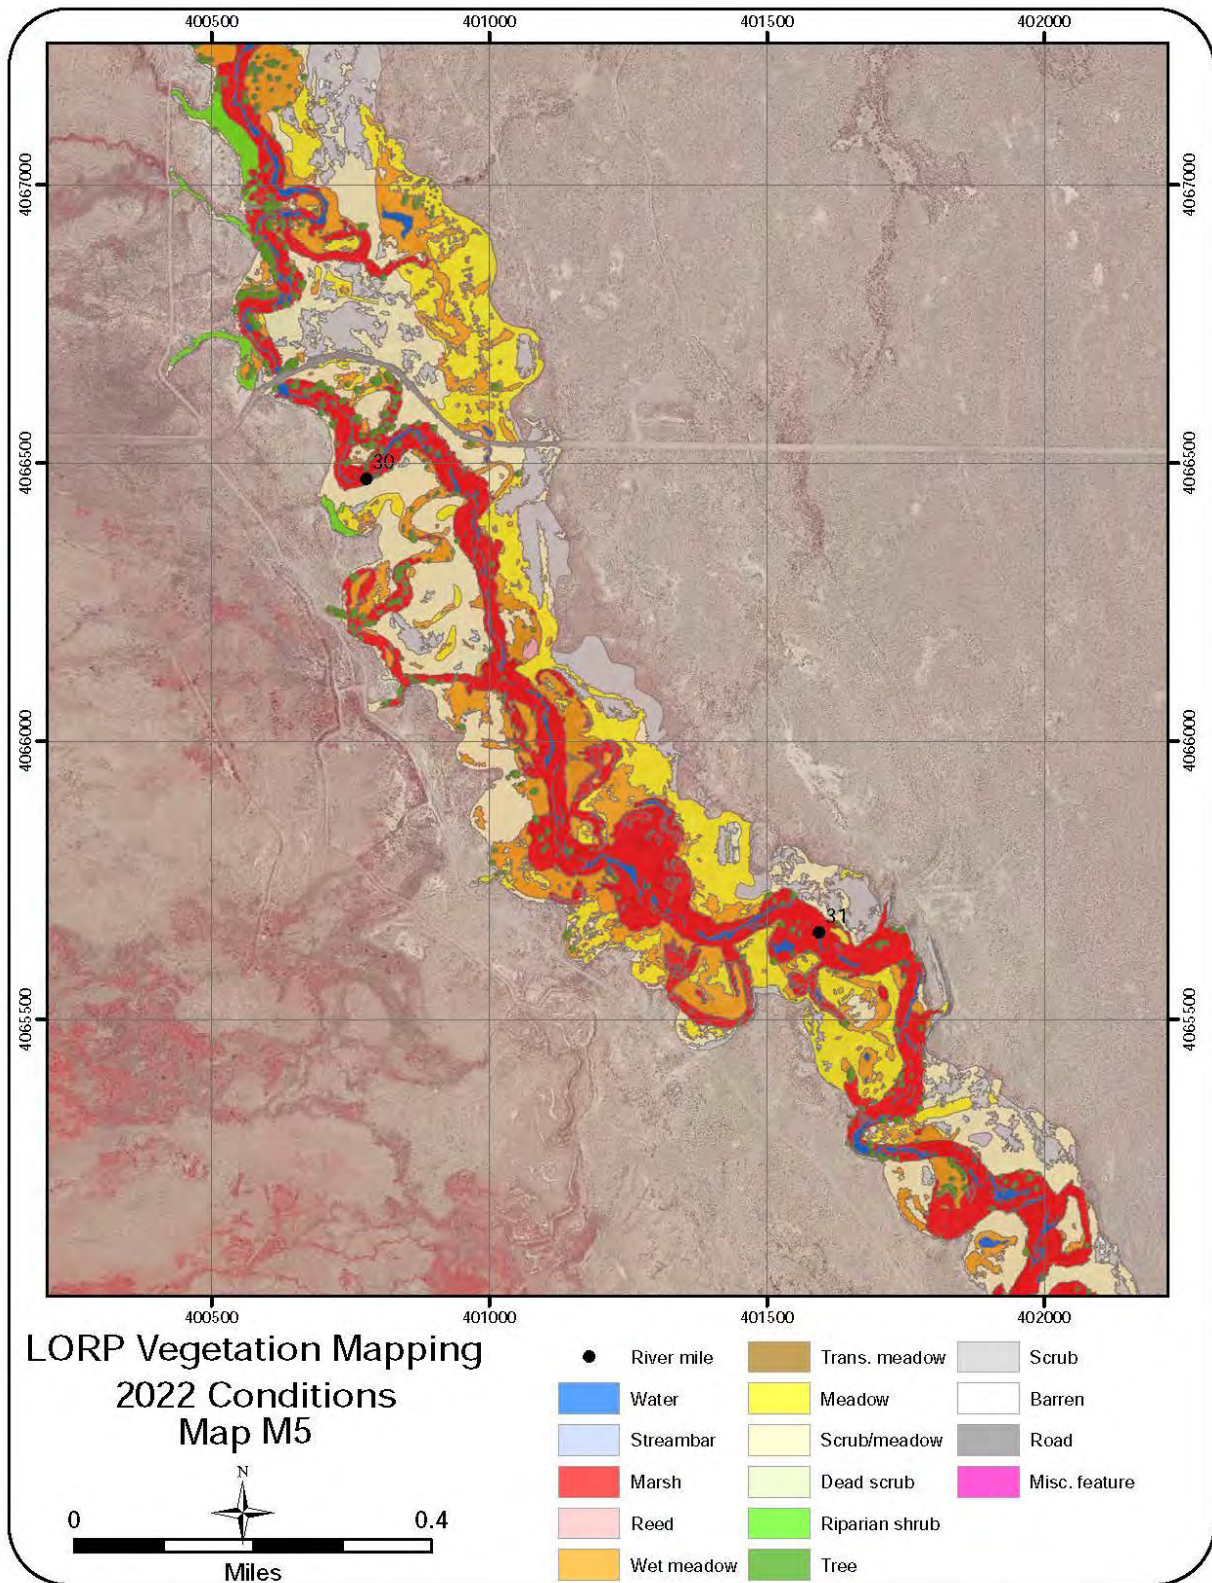 400500 401000 401500 402000
4067000 4067000
30
4066500 4066500
4066000 4066000
31
4065500 4065500
400500 401000 401500 402000
LORP Vegetation Mapping
2022 Conditions
Map M5
N
0 0.4
Miles
River mile
Water
Streambar
Marsh
Reed
Wet meadow
Trans. meadow
Meadow
Scrub/meadow
Dead scrub
Riparian shrub
Tree
Scrub
Barren
Road
Misc. feature